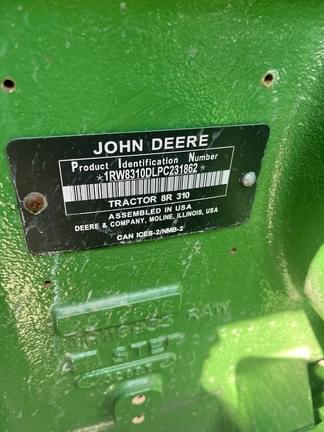 JOHN DEERE
Product Identification Number
*1RW8310DLPC231862*
TRACTOR 8R 310
ASSEMBLED IN USA
DEERE & COMPANY, MOLINE, ILLINOIS, USA
CAN ICES-2/NMB-2